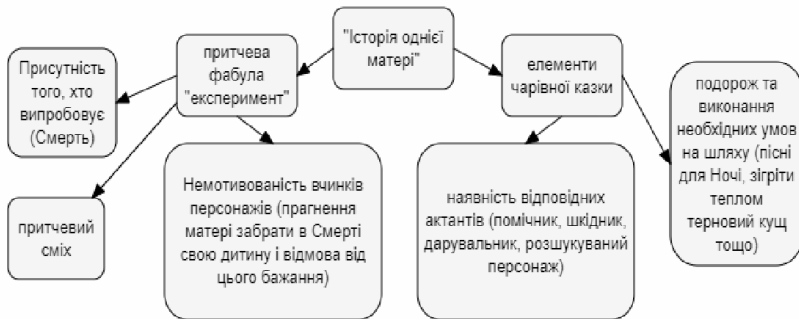 "Історія однієї
матері"
притчева
фабула
"експеримент"
елементи
чарівної казки
Присутність
того, хто
випробовує
(Смерть)
притчевий
сміх
Немотивованість вчинків
персонажів (прагнення
матері забрати в Смерті
свою дитину і відмова від
цього бажання)
наявність відповідних
актантів (помічник, шкідник,
дарувальник, розшукуваний
персонаж)
подорож та
виконання
необхідних умов
на шляху (пісні
для Ночі, зігріти
теплом
терновий кущ
тощо)